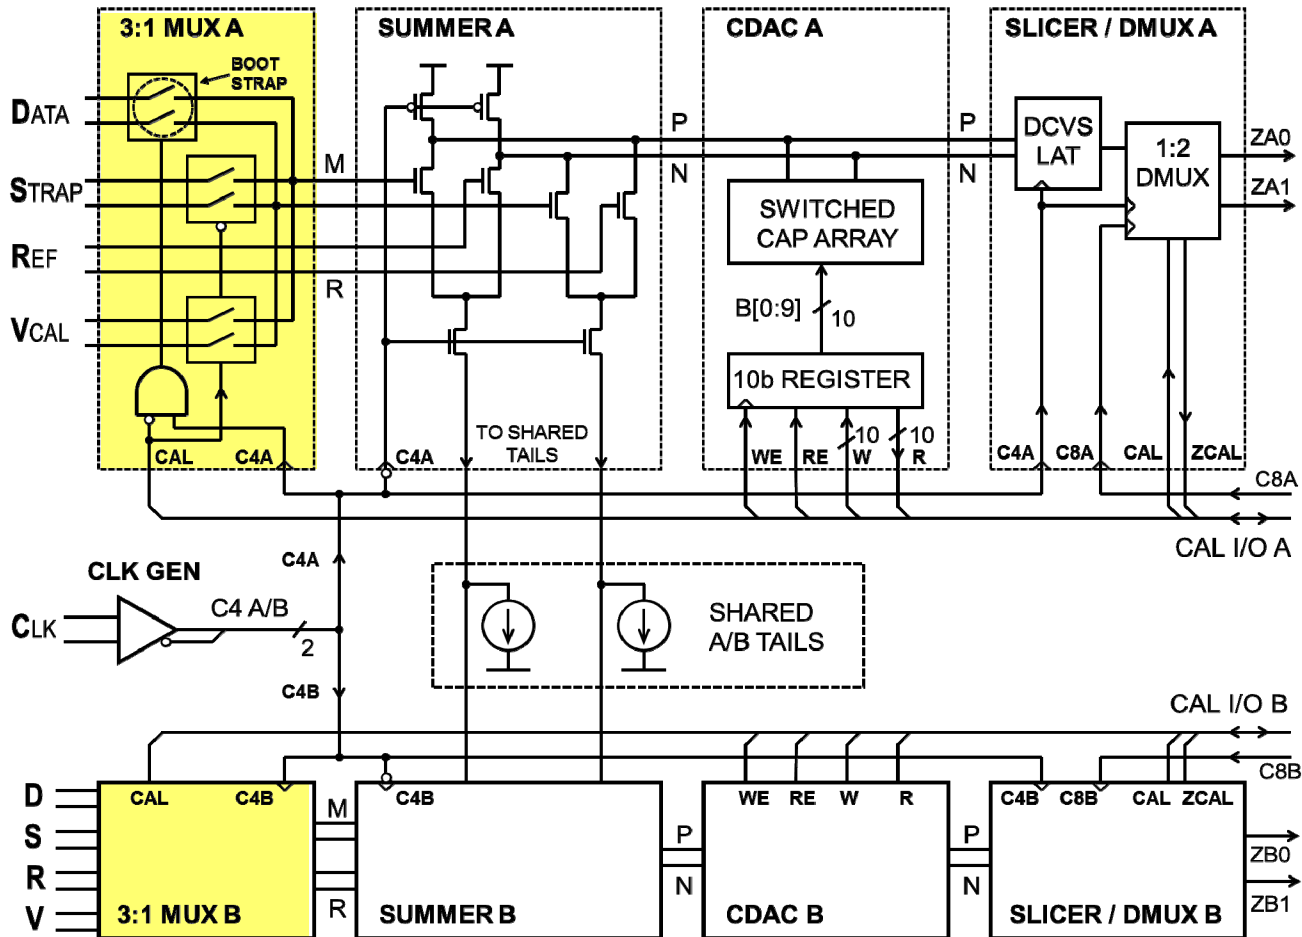 3:1 MUX A
SUMMER A
CDAC A
SLICER / DMUX A
BOOT
STRAP
DATA
STRAP
REF
VCAL
M
R
P
N
P
N
DCVS
LAT
1:2
DMUX
ZA0
ZA1
SWITCHED
CAP ARRAY
B[0:9]
10
10b REGISTER
TO SHARED
TAILS
10
10
CAL
C4A
C4A
WE
RE
W
R
C4A
C8A
CAL
ZCAL
C8A
CAL I/O A
C4A
CLK GEN
CLK
C4 A/B
2
SHARED
A/B TAILS
C4B
CAL I/O B
C8B
CAL
C4B
C4B
WE
RE
W
R
C4B
C8B
CAL
ZCAL
D
S
R
V
M
R
P
N
P
N
ZB0
ZB1
3:1 MUX B
SUMMER B
CDAC B
SLICER / DMUX B